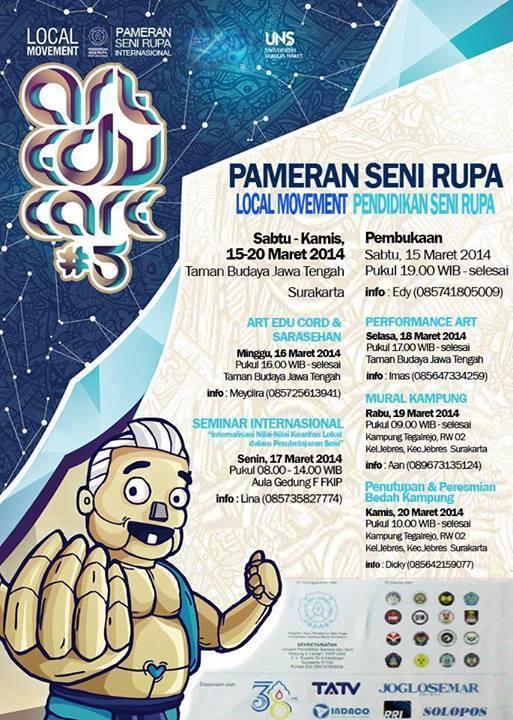 LOCAL
MOVEMENT
PAMERAN
SENI RUPA
INTERNASIONAL
UNS
UNIVERSITAS
SEBELAS MARET
art
edu
care
#5
PAMERAN SENI RUPA
LOCAL MOVEMENT PENDIDIKAN SENI RUPA
Sabtu - Kamis,
15-20 Maret 2014
Taman Budaya Jawa Tengah
Surakarta
Pembukaan
Sabtu, 15 Maret 2014
Pukul 19.00 WIB - selesai
info : Edy (085741805009)
ART EDU CORD &
SARASEHAN
Minggu, 16 Maret 2014
Pukul 16.00 WIB - selesai
Taman Budaya Jawa Tengah
info : Meyclira (085725613941)
SEMINAR INTERNASIONAL
"Internalisasi Nilai-Nilai Kearifan Lokal
dalam Pembelajaran Seni"
Senin, 17 Maret 2014
Pukul 08.00 - 14.00 WIB
Aula Gedung F FKIP
info : Lina (085735827774)
PERFORMANCE ART
Selasa, 18 Maret 2014
Pukul 17.00 WIB - selesai
Taman Budaya Jawa Tengah
info : Imas (085647334259)
MURAL KAMPUNG
Rabu, 19 Maret 2014
Pukul 09.00 WIB - selesai
Kampung Tegalrejo, RW 02
Kel.Jebres, Kec.Jebres Surakarta
info : Aan (089673135124)
Penutupan & Peresmian
Bedah Kampung
Kamis, 20 Maret 2014
Pukul 10.00 WIB - selesai
Kampung Tegalrejo, RW 02
Kel.Jebres, Kec.Jebres Surakarta
info : Dicky (085642159077)
SEKRETARIATAN
38
TATV
JOGLOSEMAR
INDACO
RRI
SOLOPOS